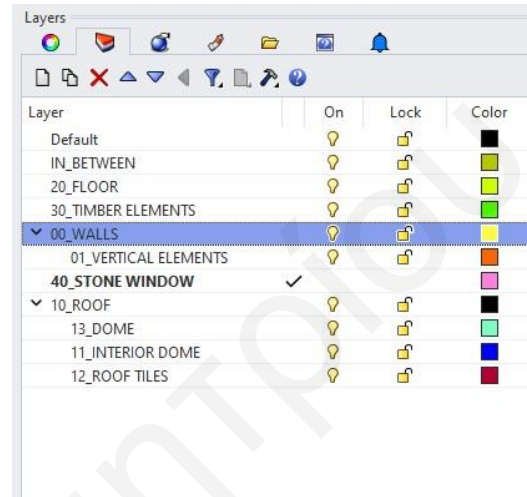 Layers
Layer On Lock Color
Default
IN_BETWEEN
20_FLOOR
30_TIMBER ELEMENTS
00_WALLS
01_VERTICAL ELEMENTS
40_STONE WINDOW
10_ROOF
13_DOME
11_INTERIOR DOME
12_ROOF TILES
ητρίου